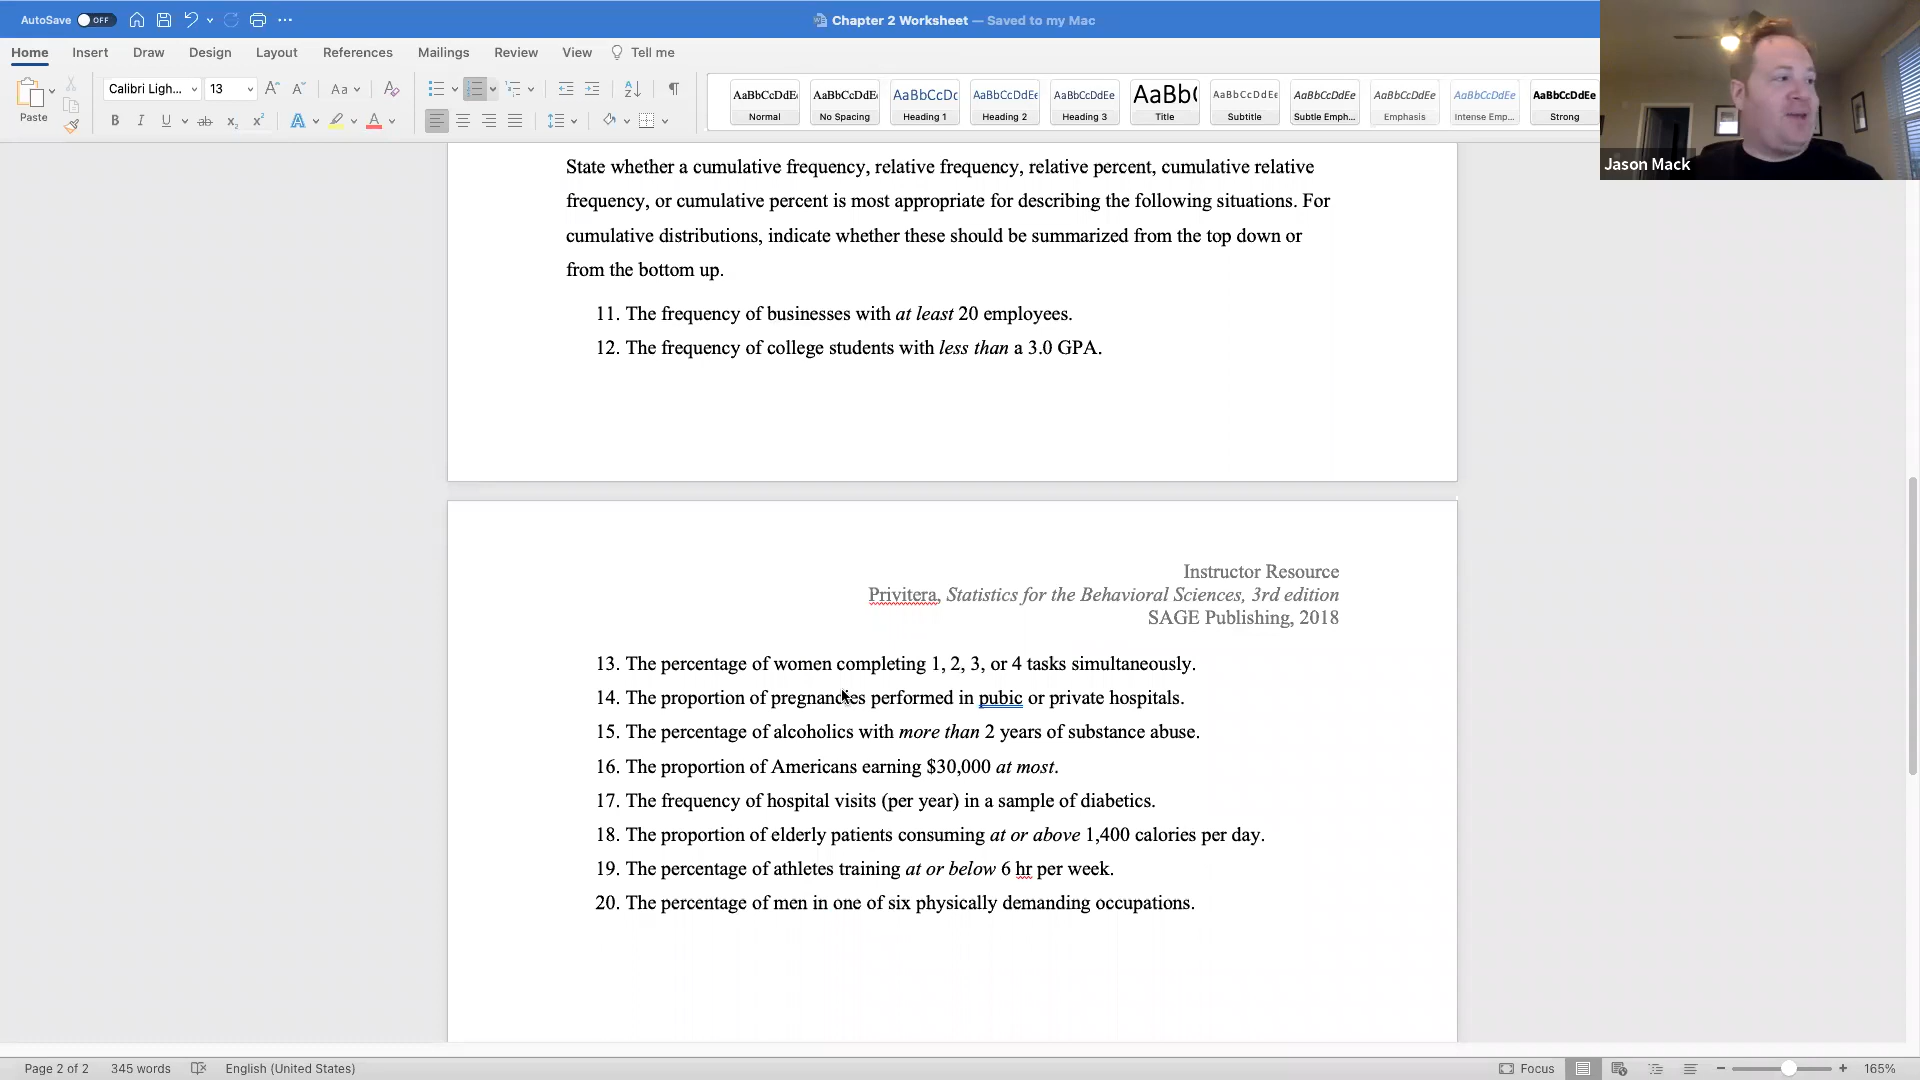 AutoSave OFF
Chapter 2 Worksheet — Saved to my Mac
Home Insert Draw Design Layout References Mailings Review View Tell me
Paste
Calibri Ligh... 13
Aa
AaBbCcDdE AaBbCcDdE AaBbCcDc AaBbCcDdE AaBbCcDdEe AaBb( AaBbCcDdEe AaBbCcDdEe AaBbCcDdEe AaBbCcDdEe AaBbCcDdEe
Normal No Spacing Heading 1 Heading 2 Heading 3 Title Subtitle Subtle Emph... Emphasis Intense Emp... Strong
B I U ab x₂ x² A A
Jason Mack
State whether a cumulative frequency, relative frequency, relative percent, cumulative relative
frequency, or cumulative percent is most appropriate for describing the following situations. For
cumulative distributions, indicate whether these should be summarized from the top down or
from the bottom up.
11. The frequency of businesses with at least 20 employees.
12. The frequency of college students with less than a 3.0 GPA.
Instructor Resource
Privitera, Statistics for the Behavioral Sciences, 3rd edition
SAGE Publishing, 2018
13. The percentage of women completing 1, 2, 3, or 4 tasks simultaneously.
14. The proportion of pregnancies performed in pubic or private hospitals.
15. The percentage of alcoholics with more than 2 years of substance abuse.
16. The proportion of Americans earning $30,000 at most.
17. The frequency of hospital visits (per year) in a sample of diabetics.
18. The proportion of elderly patients consuming at or above 1,400 calories per day.
19. The percentage of athletes training at or below 6 hr per week.
20. The percentage of men in one of six physically demanding occupations.
Page 2 of 2 345 words English (United States) Focus 165%